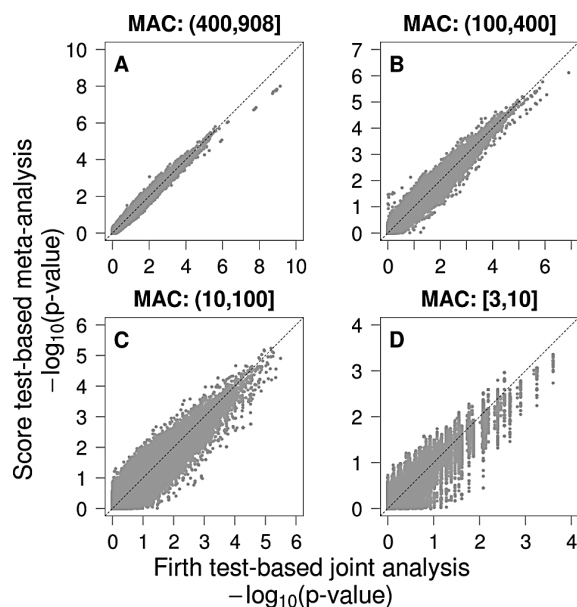 MAC: (400,908]
MAC: (100,400]
A
10
8
6
4
2
0
0 2 4 6 8 10
B
7
6
5
4
3
2
1
0
0 2 4 6
MAC: (10,100]
MAC: [3,10]
C
6
5
4
3
2
1
0
0 1 2 3 4 5 6
D
4
3
2
1
0
0 1 2 3 4
Score test-based meta-analysis
−log10(p-value)
Firth test-based joint analysis
−log10(p-value)